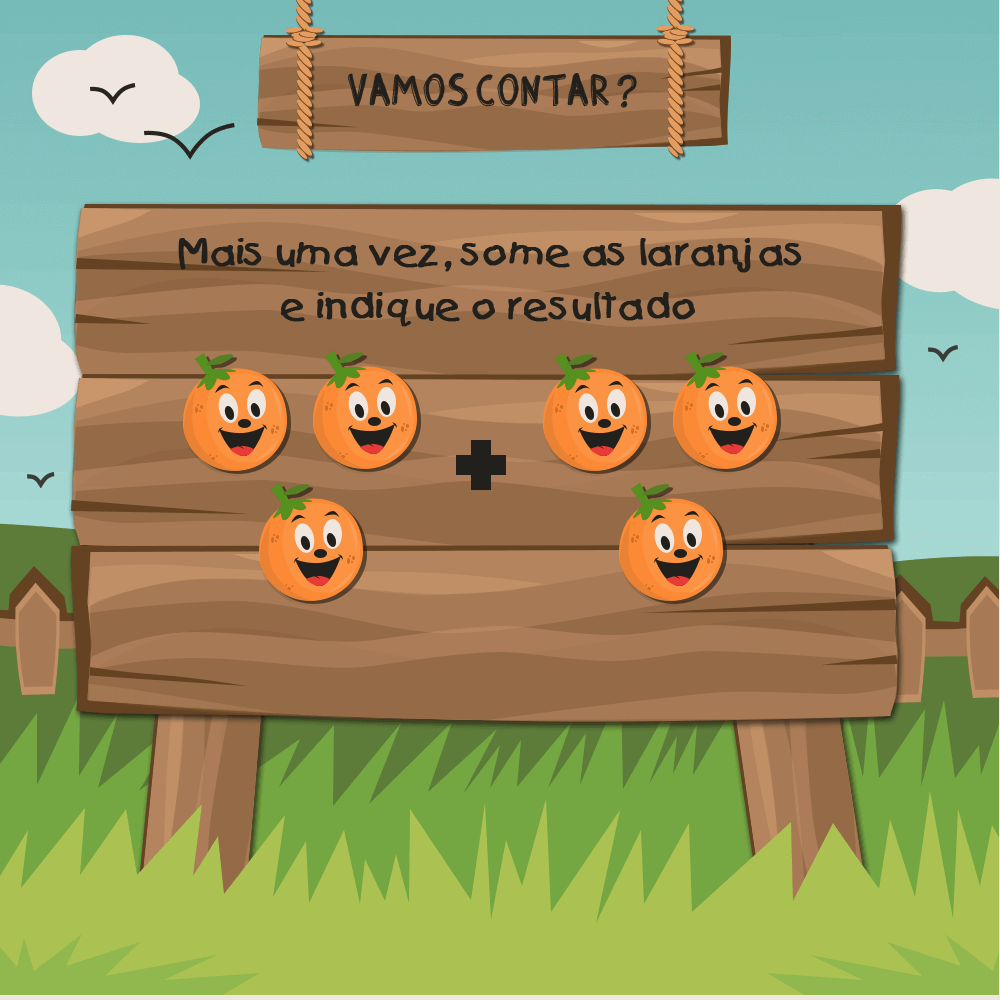 VAMOS CONTAR?
Mais uma vez, some as laranjas
e indique o resultado
+